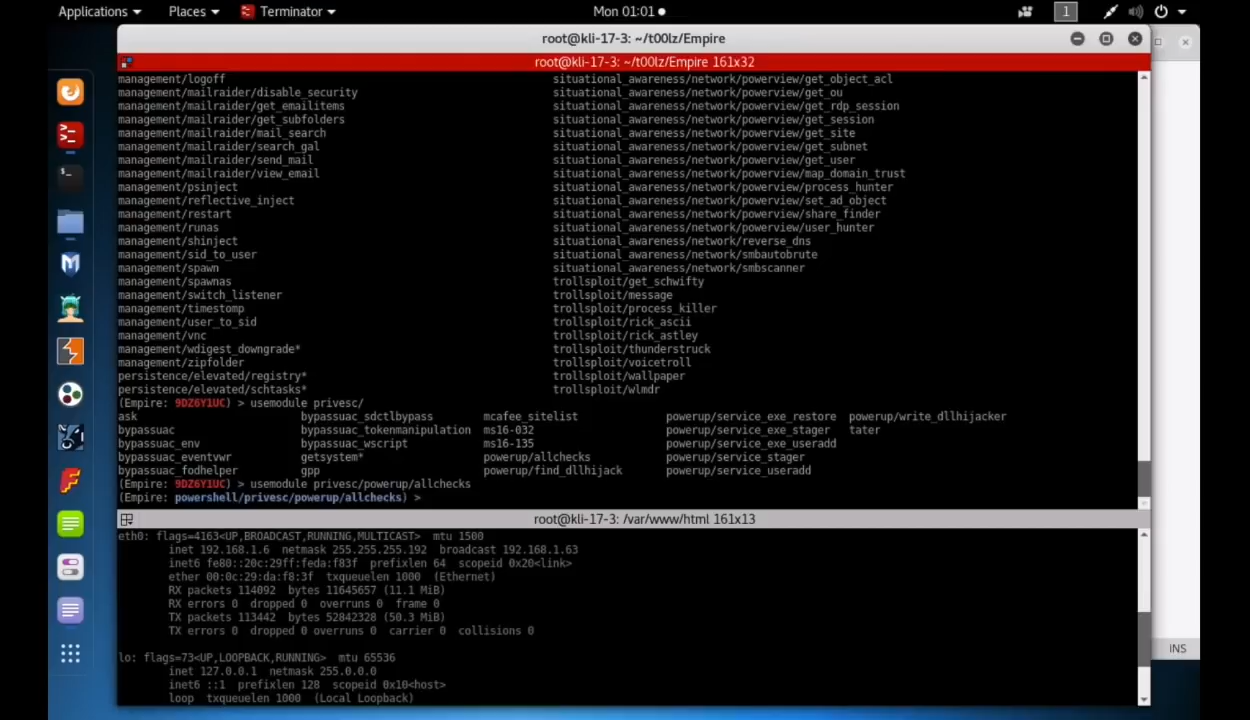 Applications Places Terminator Mon 01:01 1
root@kli-17-3: ~/t00lz/Empire
root@kli-17-3: ~/t00lz/Empire 161x32
management/logoff situational_awareness/network/powerview/get_object_acl
management/mailraider/disable_security situational_awareness/network/powerview/get_ou
management/mailraider/get_emailitems situational_awareness/network/powerview/get_rdp_session
management/mailraider/get_subfolders situational_awareness/network/powerview/get_session
management/mailraider/mail_search situational_awareness/network/powerview/get_site
management/mailraider/search_gal situational_awareness/network/powerview/get_subnet
management/mailraider/send_mail situational_awareness/network/powerview/get_user
management/mailraider/view_email situational_awareness/network/powerview/map_domain_trust
management/psinject situational_awareness/network/powerview/process_hunter
management/reflective_inject situational_awareness/network/powerview/set_ad_object
management/restart situational_awareness/network/powerview/share_finder
management/runas situational_awareness/network/powerview/user_hunter
management/shinject situational_awareness/network/reverse_dns
management/sid_to_user situational_awareness/network/smbautobrute
management/spawn situational_awareness/network/smbscanner
management/spawnas trollsploit/get_schwifty
management/switch_listener trollsploit/message
management/timestomp trollsploit/process_killer
management/user_to_sid trollsploit/rick_ascii
management/vnc trollsploit/rick_astley
management/wdigest_downgrade* trollsploit/thunderstruck
management/zipfolder trollsploit/voicetroll
persistence/elevated/registry* trollsploit/wallpaper
persistence/elevated/schtasks* trollsploit/wlmdr
(Empire: 9DZ6Y1UC) > usemodule privesc/
ask bypassuac_sdctlbypass mcafee_sitelist powerup/service_exe_restore powerup/write_dllhijacker
bypassuac bypassuac_tokenmanipulation ms16-032 powerup/service_exe_stager tater
bypassuac_env bypassuac_wscript ms16-135 powerup/service_exe_useradd
bypassuac_eventvwr getsystem* powerup/allchecks powerup/service_stager
bypassuac_fodhelper gpp powerup/find_dllhijack powerup/service_useradd
(Empire: 9DZ6Y1UC) > usemodule privesc/powerup/allchecks
(Empire: powershell/privesc/powerup/allchecks) >
root@kli-17-3: /var/www/html 161x13
eth0: flags=4163<UP,BROADCAST,RUNNING,MULTICAST> mtu 1500
inet 192.168.1.6 netmask 255.255.255.192 broadcast 192.168.1.63
inet6 fe80::20c:29ff:feda:f83f prefixlen 64 scopeid 0x20<link>
ether 00:0c:29:da:f8:3f txqueuelen 1000 (Ethernet)
RX packets 114092 bytes 11645657 (11.1 MiB)
RX errors 0 dropped 0 overruns 0 frame 0
TX packets 113442 bytes 52842328 (50.3 MiB)
TX errors 0 dropped 0 overruns 0 carrier 0 collisions 0
lo: flags=73<UP,LOOPBACK,RUNNING> mtu 65536
INS
inet 127.0.0.1 netmask 255.0.0.0
inet6 ::1 prefixlen 128 scopeid 0x10<host>
loop txqueuelen 1000 (Local Loopback)